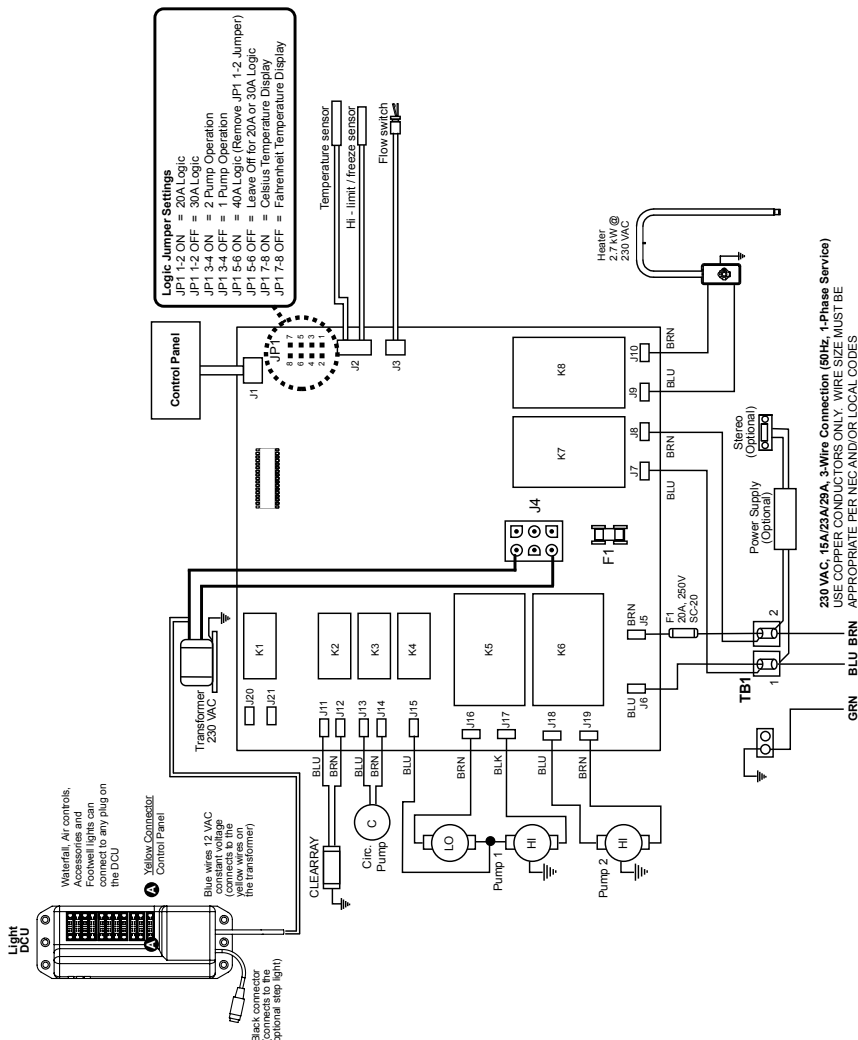 Light
DCU
Waterfall, Air controls,
Accessories and
Footwell lights can
connect to any plug on
the DCU
A
A
Yellow Connector
Control Panel
Blue wires 12 VAC
constant voltage
(connects to the
yellow wires on
the transformer)
Black connector
(connects to the
optional step light)
Transformer
230 VAC
Control Panel
Logic Jumper Settings
JP1 1-2 ON = 20A Logic
JP1 1-2 OFF = 30A Logic
JP1 3-4 ON = 2 Pump Operation
JP1 3-4 OFF = 1 Pump Operation
JP1 5-6 ON = 40A Logic (Remove JP1 1-2 Jumper)
JP1 5-6 OFF = Leave Off for 20A or 30A Logic
JP1 7-8 ON = Celsius Temperature Display
JP1 7-8 OFF = Fahrenheit Temperature Display
J1
JP1
8 7
6 5
4 3
2 1
J2
J3
Temperature sensor
Hi - limit / freeze sensor
Flow switch
J20
J21
K1
K2
K3
K4
K5
K6
K7
K8
J4
F1
J11
J12
J13
J14
J15
J16
J17
J18
J19
BLU
BRN
BLU
BRN
BLU
BRN
BLK
BLU
BRN
CLEARRAY
C
Circ.
Pump
LO
HI
Pump 1
HI
Pump 2
BLU
J6
BRN
J5
F1
20A, 250V
SC-20
J7
J8
J9
J10
BLU
BRN
BLU
BRN
Heater
2.7 kW @
230 VAC
TB1
1
2
Power Supply
(Optional)
Stereo
(Optional)
GRN
BLU
BRN
230 VAC, 15A/23A/29A, 3-Wire Connection (50Hz, 1-Phase Service)
USE COPPER CONDUCTORS ONLY. WIRE SIZE MUST BE
APPROPRIATE PER NEC AND/OR LOCAL CODES